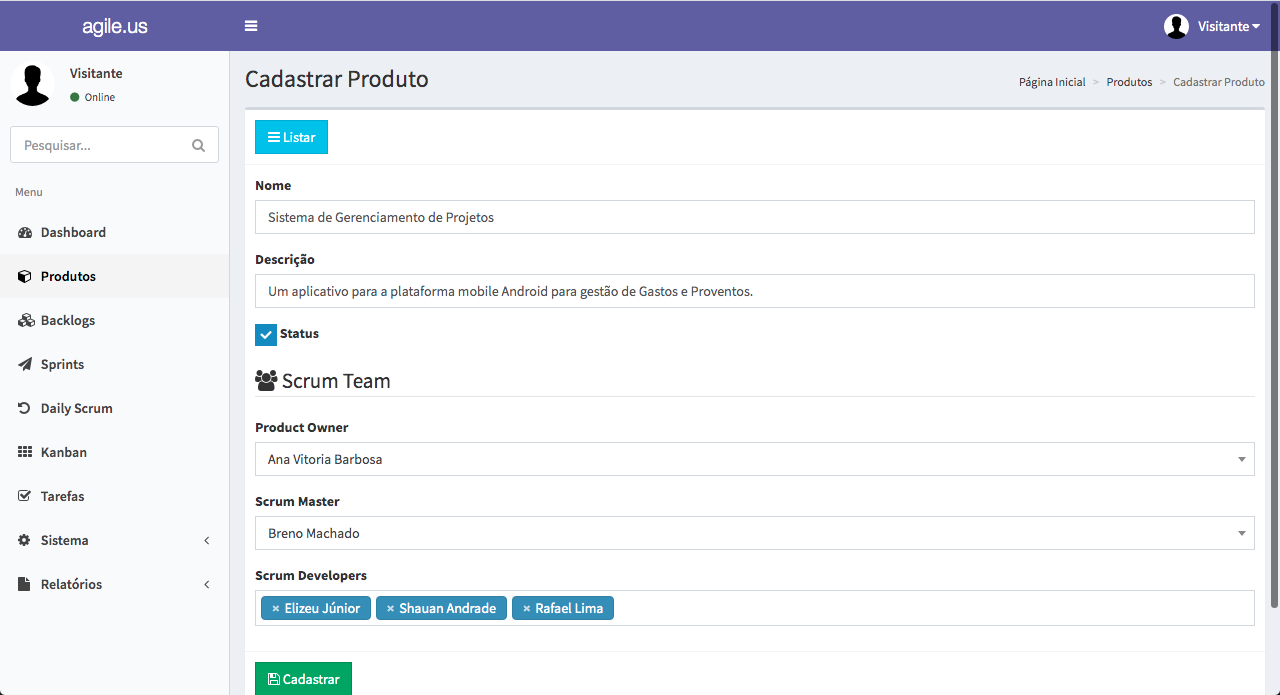 agile.us
Visitante
Visitante
Online
Pesquisar...
Menu
Dashboard
Produtos
Backlogs
Sprints
Daily Scrum
Kanban
Tarefas
Sistema
Relatórios
Cadastrar Produto
Página Inicial > Produtos > Cadastrar Produto
Listar
Nome
Sistema de Gerenciamento de Projetos
Descrição
Um aplicativo para a plataforma mobile Android para gestão de Gastos e Proventos.
Status
Scrum Team
Product Owner
Ana Vitoria Barbosa
Scrum Master
Breno Machado
Scrum Developers
× Elizeu Júnior × Shauan Andrade × Rafael Lima
Cadastrar